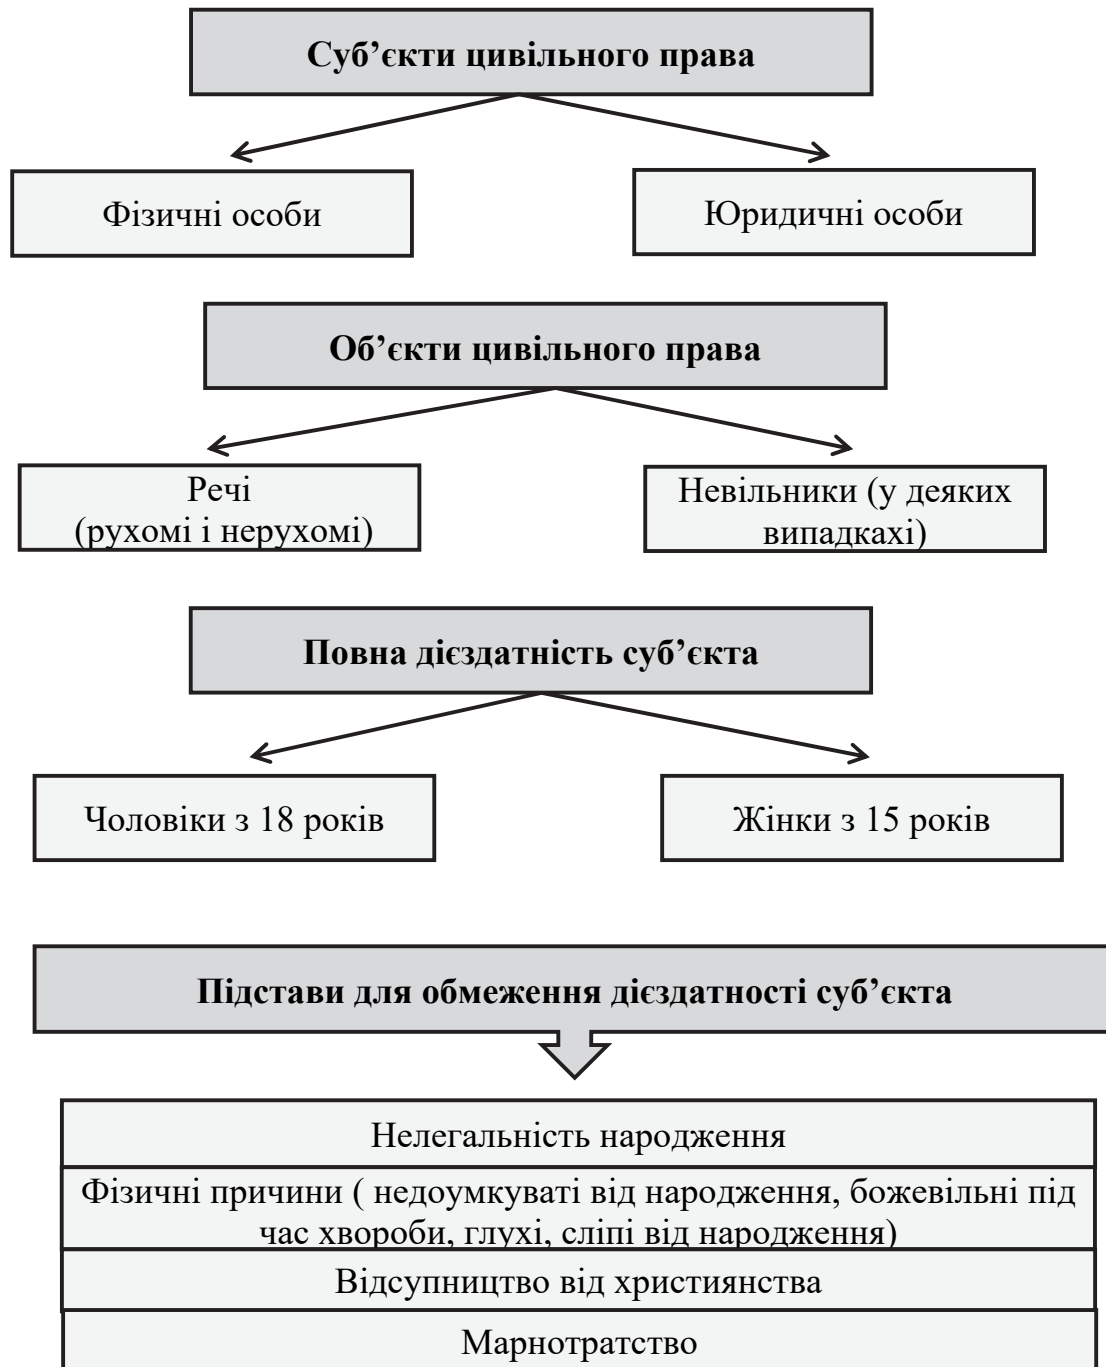 Суб’єкти цивільного права
Фізичні особи
Юридичні особи
Об’єкти цивільного права
Речі
(рухомі і нерухомі)
Невільники (у деяких
випадкахі)
Повна дієздатність суб’єкта
Чоловіки з 18 років
Жінки з 15 років
Підстави для обмеження дієздатності суб’єкта
Нелегальність народження
Фізичні причини ( недоумкуваті від народження, божевільні під
час хвороби, глухі, сліпі від народження)
Відсупництво від християнства
Марнотратство